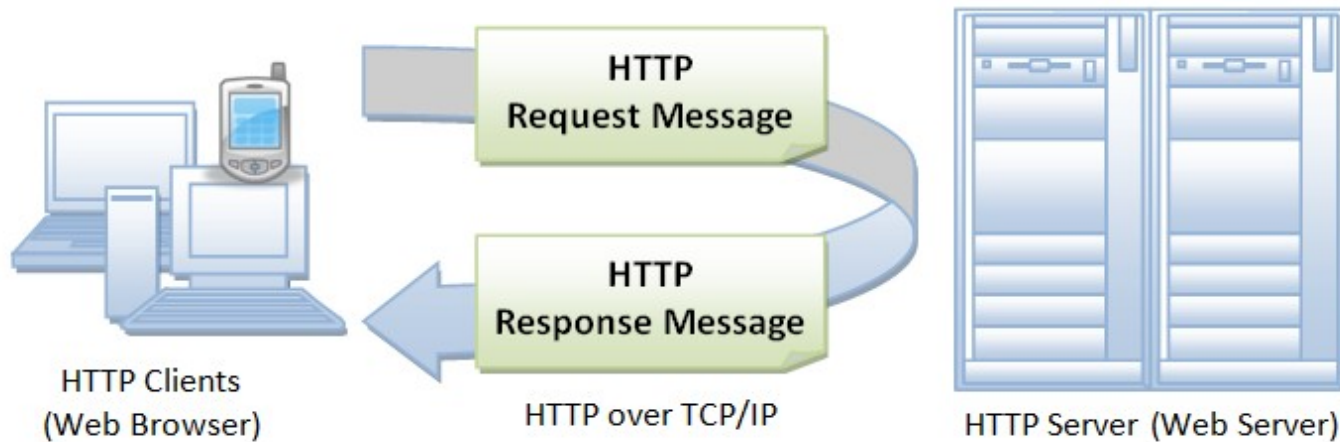 HTTP
Request Message
HTTP
Response Message
HTTP Clients
(Web Browser)
HTTP over TCP/IP
HTTP Server (Web Server)